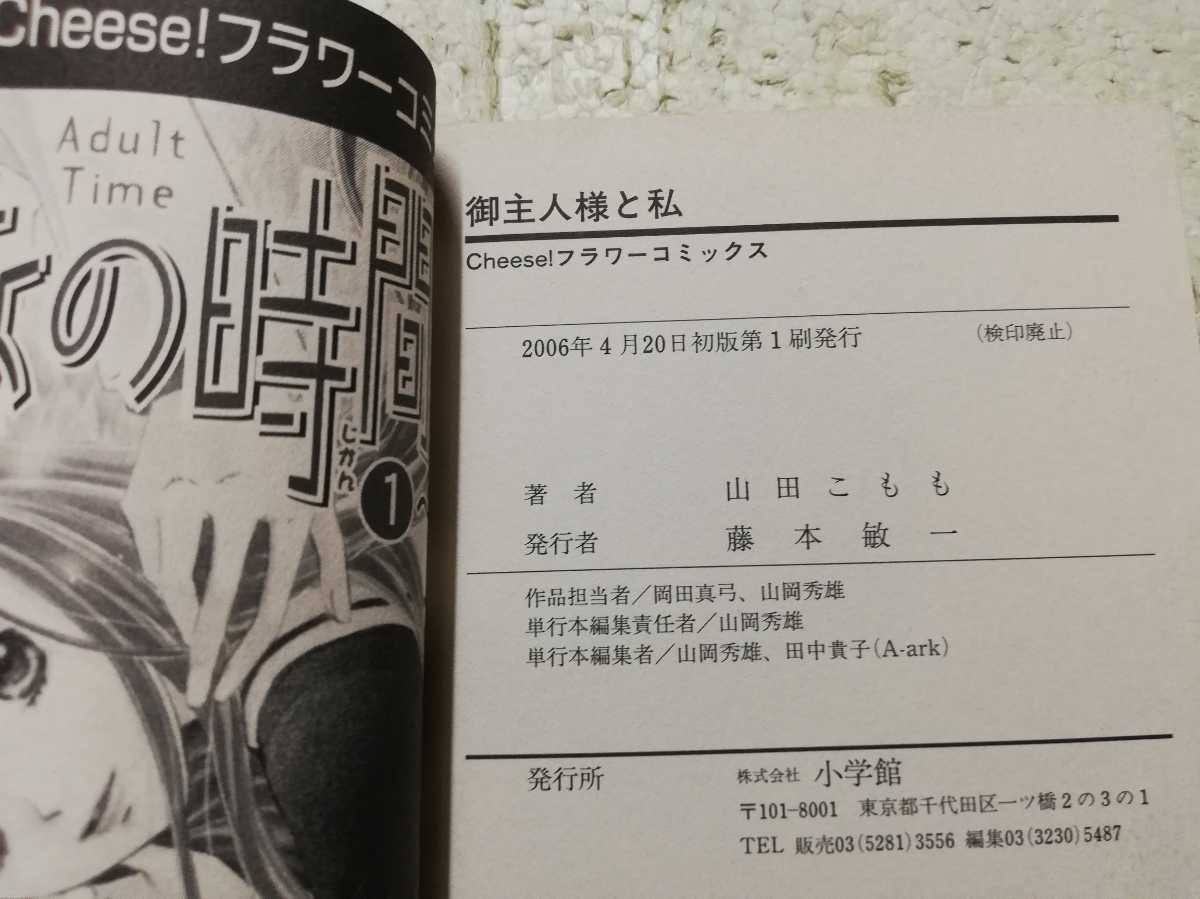 Cheese!フラワーコミ
Adult
Time
の時間
じかん
1
御主人様と私
Cheese!フラワーコミックス
2006年4月20日初版第1刷発行 (検印廃止)
著者 山田こもも
発行者 藤本敏一
作品担当者/岡田真弓、山岡秀雄
単行本編集責任者/山岡秀雄
単行本編集者/山岡秀雄、田中貴子(A-ark)
発行所 株式会社 小学館
〒101-8001 東京都千代田区一ツ橋2の3の1
TEL 販売03(5281)3556 編集03(3230)5487